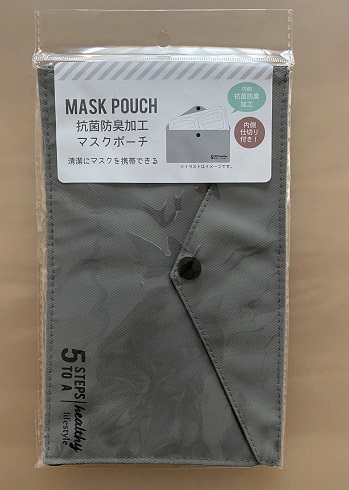 MASK POUCH
抗菌防臭加工
マスクポーチ
清潔にマスクを携帯できる
内側
抗菌防臭
加工
内側
仕切り
付き!
※イラストはイメージです。
5 STEPS
TO A
healthy
lifestyle